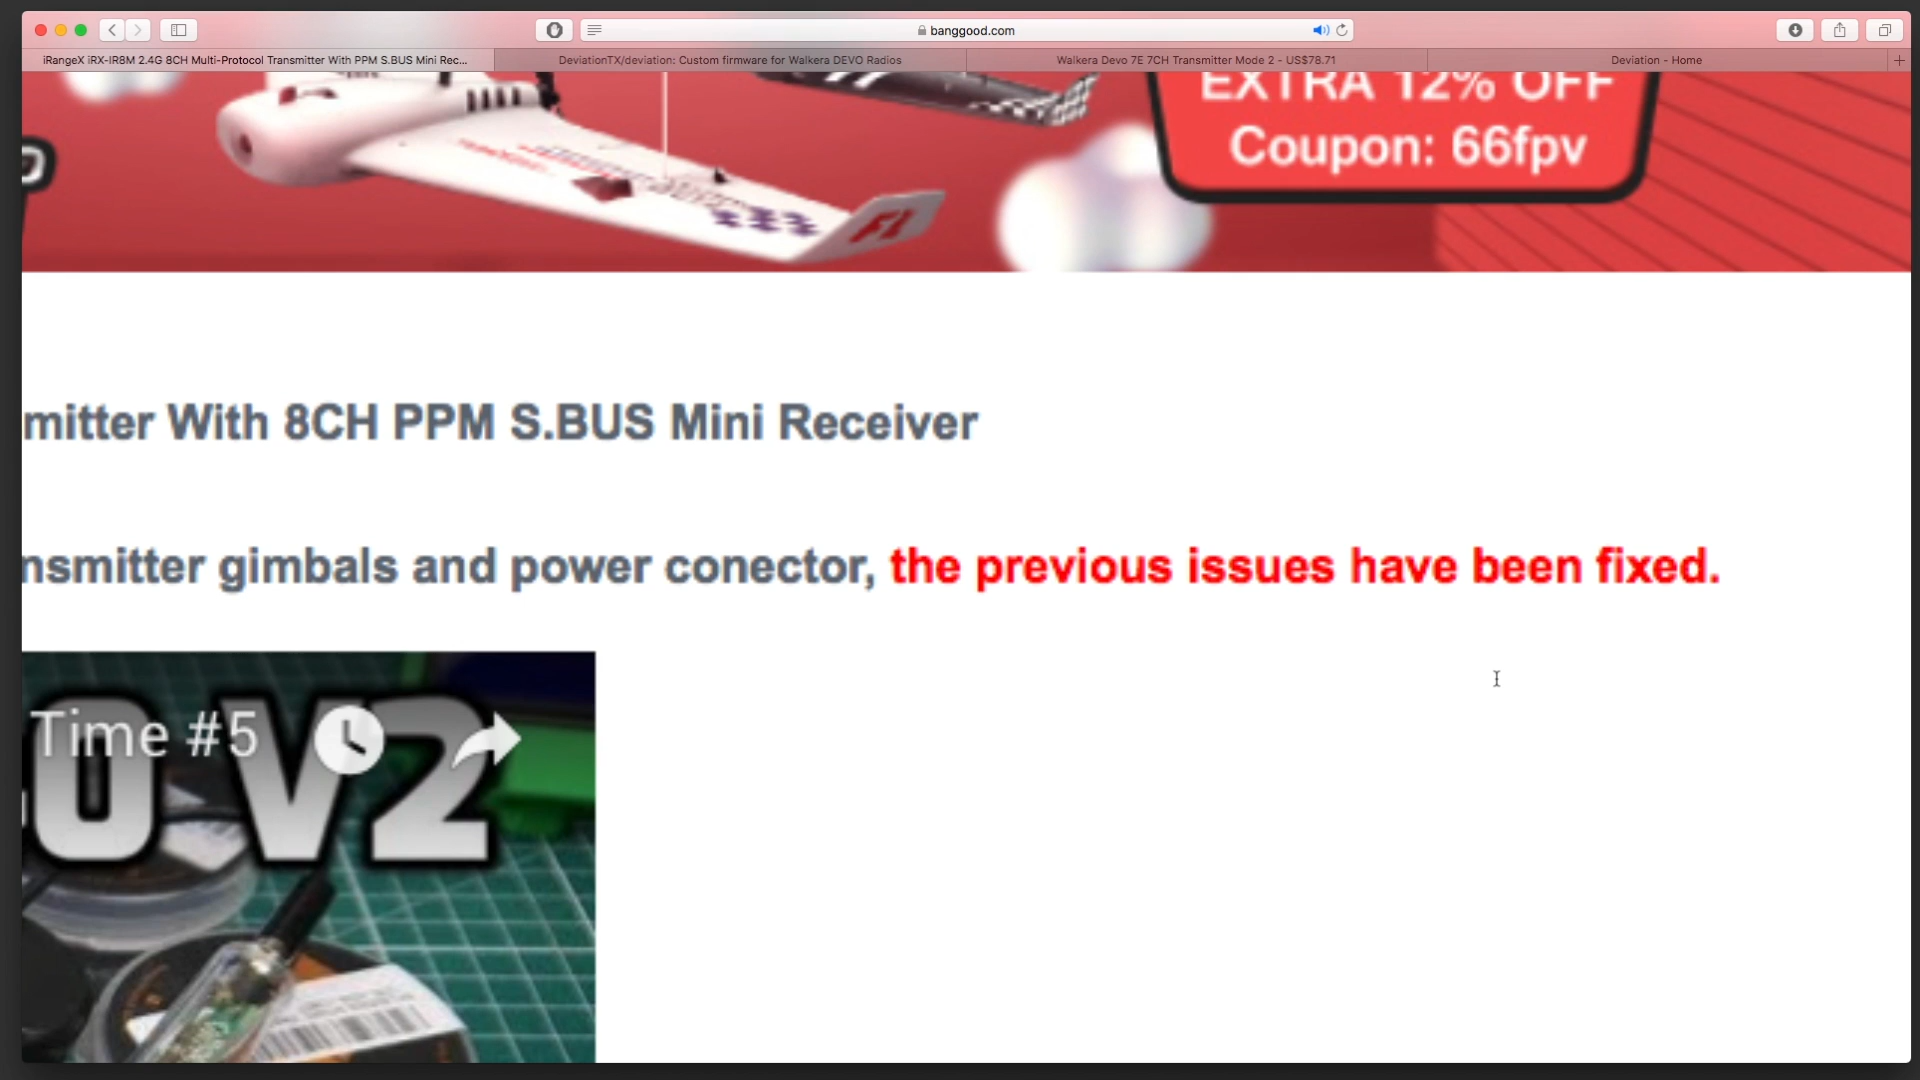 banggood.com
iRangeX iRX-IR8M 2.4G 8CH Multi-Protocol Transmitter With PPM S.BUS Mini Rec...
DeviationTX/deviation: Custom firmware for Walkera DEVO Radios
Walkera Devo 7E 7CH Transmitter Mode 2 - US$78.71
Deviation - Home
EXTRA 12% OFF
Coupon: 66fpv
mitter With 8CH PPM S.BUS Mini Receiver
nsmitter gimbals and power conector, the previous issues have been fixed.
Time #5
0 V2